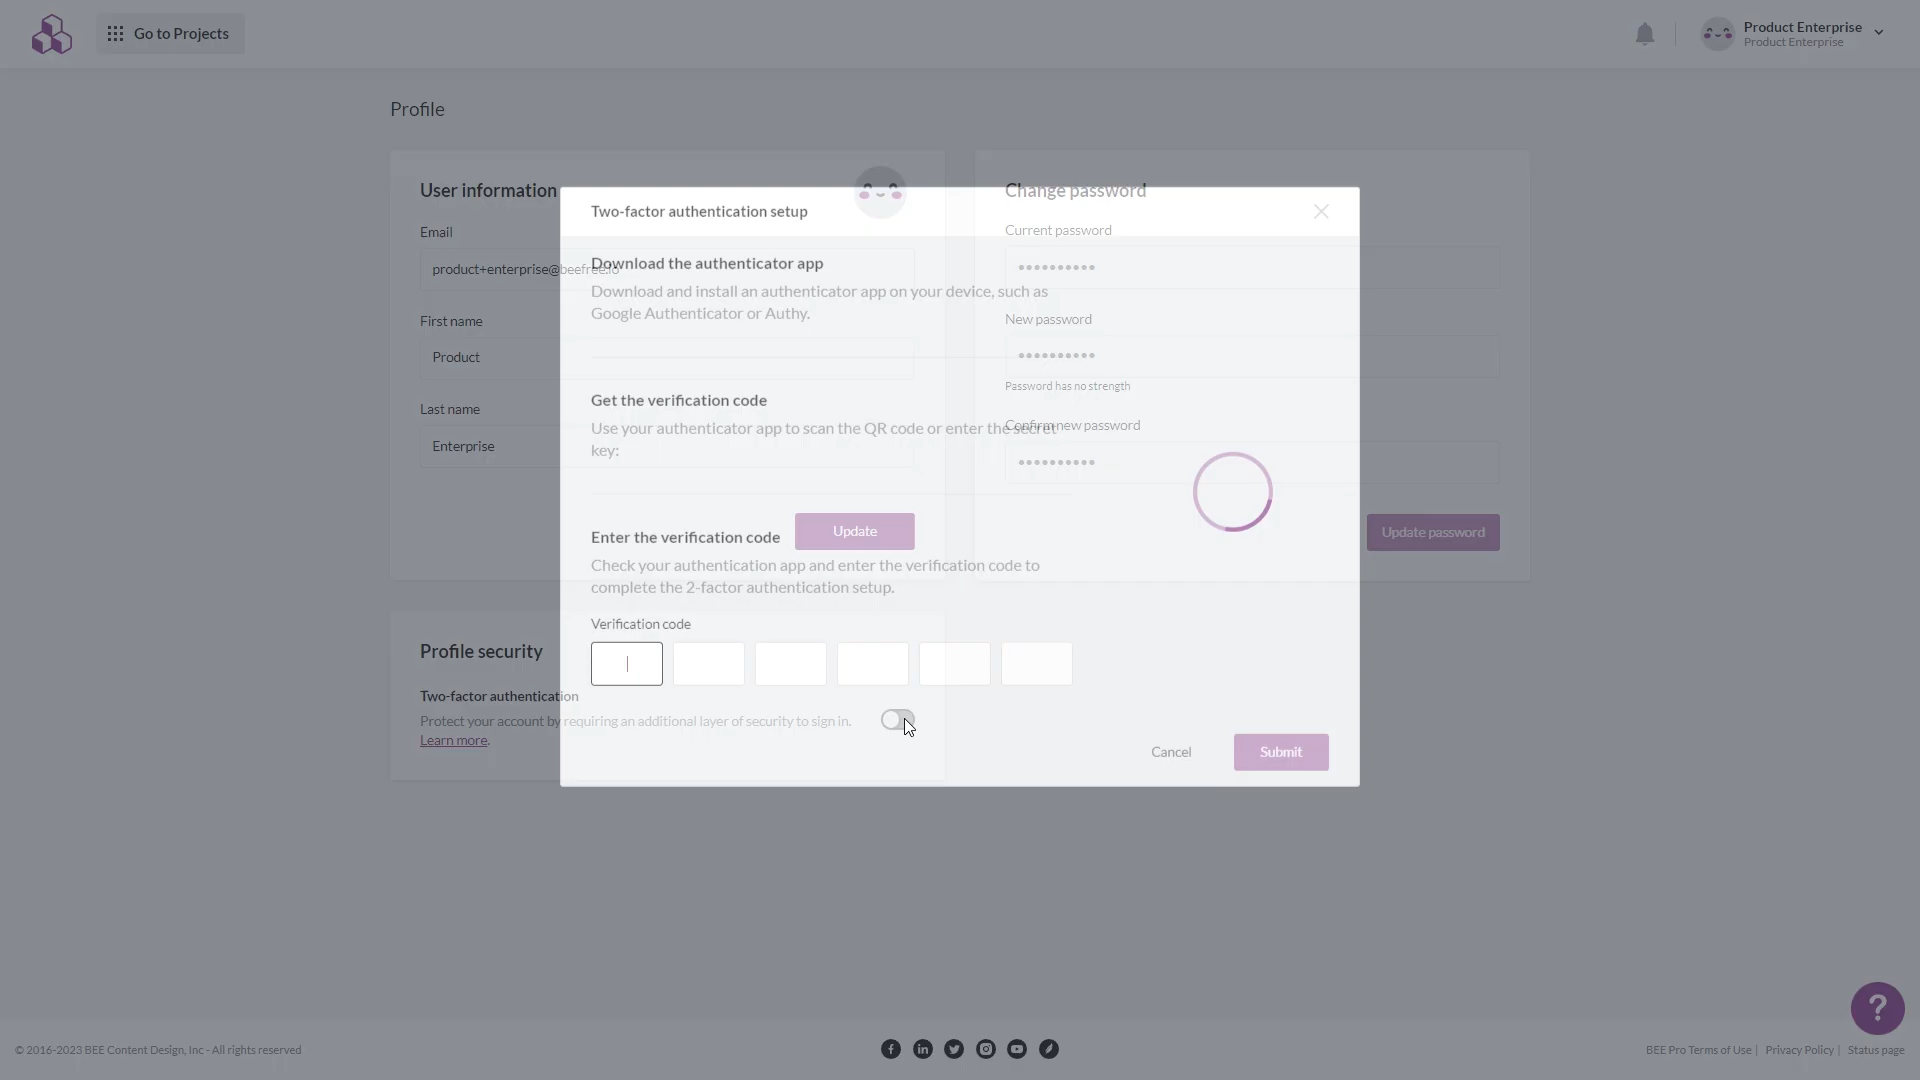 Go to Projects
Product Enterprise
Product Enterprise
Profile
User information
Email
product+enterprise@beefree.io
First name
Product
Last name
Enterprise
Update
Change password
Current password
••••••••••
New password
••••••••••
Password has no strength
Confirm new password
••••••••••
Update password
Two-factor authentication setup
Download the authenticator app
Download and install an authenticator app on your device, such as
Google Authenticator or Authy.
Get the verification code
Use your authenticator app to scan the QR code or enter the secret
key:
Enter the verification code
Check your authentication app and enter the verification code to
complete the 2-factor authentication setup.
Verification code
Cancel
Submit
Profile security
Two-factor authentication
Protect your account by requiring an additional layer of security to sign in.
Learn more.
?
© 2016-2023 BEE Content Design, Inc - All rights reserved
BEE Pro Terms of Use | Privacy Policy | Status page